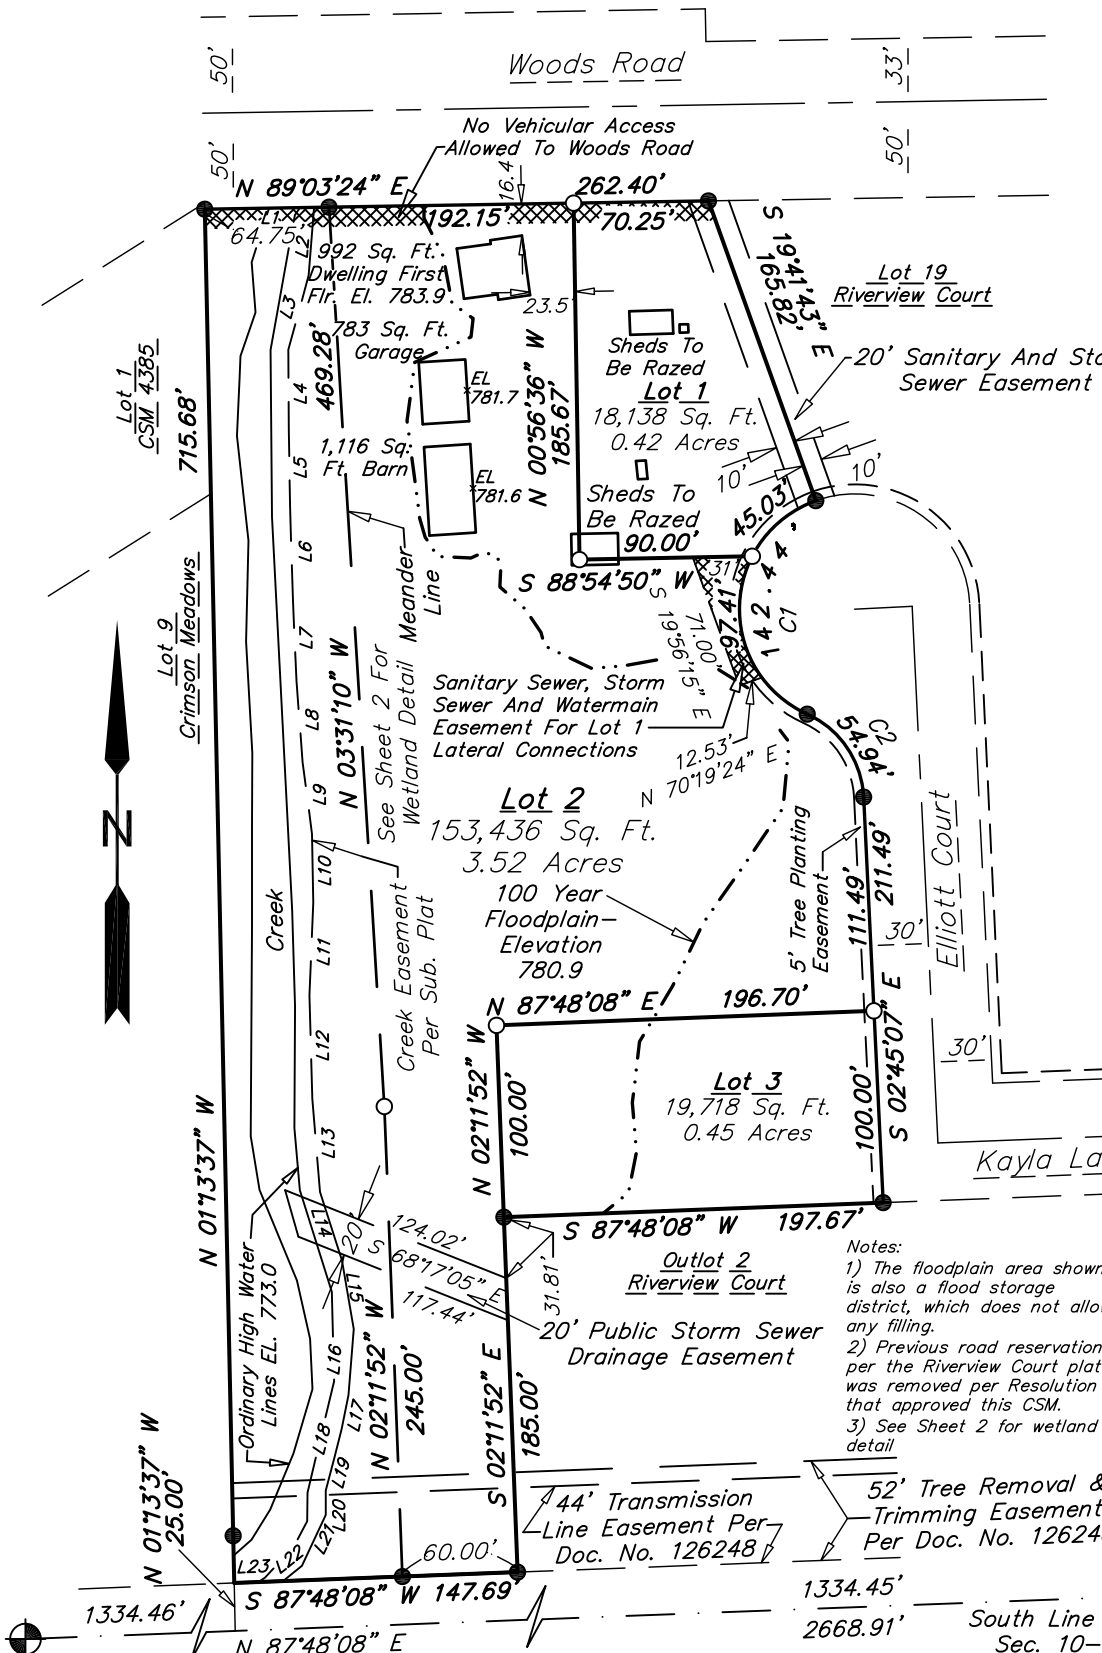 50'
Woods Road
33'
50'
50'
No Vehicular Access
Allowed To Woods Road
N 89°03'24" E
262.40'
16.4
L1
64.75'
192.15'
70.25'
L2
992 Sq. Ft.
Dwelling First
Flr. El. 783.9
23.5'
S 19°41'43" E
165.82'
Lot 19
Riverview Court
L3
783 Sq. Ft.
Garage
Sheds To
Be Razed
20' Sanitary And Sto
Sewer Easement
Lot 1
CSM 4385
715.68'
469.28'
L4
EL
781.7
N 00°56'36" W
185.67'
Lot 1
18,138 Sq. Ft.
0.42 Acres
1,116 Sq.
Ft. Barn
L5
EL
781.6
10'
10'
Sheds To
Be Razed
45.03'
90.00'
L6
S 88°54'50" W
31'
142.44'
C1
97.41'
71.00'
S 19°56'15" E
Meander
Line
Lot 9
Crimson Meadows
L7
N 03°31'10" W
See Sheet 2 For
Wetland Detail
Sanitary Sewer, Storm
Sewer And Watermain
Easement For Lot 1
Lateral Connections
L8
C2
54.94'
12.53'
N 70°19'24" E
L9
N
Lot 2
153,436 Sq. Ft.
3.52 Acres
L10
100 Year
Floodplain-
Elevation
780.9
Creek
Creek Easement
Per Sub. Plat
5' Tree Planting
Easement
111.49'
211.49'
30'
Elliott Court
L11
N 87°48'08" E
196.70'
L12
30'
N 02°11'52" W
100.00'
Lot 3
19,718 Sq. Ft.
0.45 Acres
100.00'
S 02°45'07" E
N 01°13'37" W
L13
Kayla La
S 87°48'08" W
197.67'
L14
20'
124.02'
S 68°17'05" E
117.44'
31.81'
Outlot 2
Riverview Court
Notes:
1) The floodplain area shown
is also a flood storage
district, which does not allo
any filling.
2) Previous road reservation
per the Riverview Court plat
was removed per Resolution
that approved this CSM.
3) See Sheet 2 for wetland
detail
Ordinary High Water
Lines EL. 773.0
L15
20' Public Storm Sewer
Drainage Easement
L16
N 02°11'52" W
245.00'
S 02°11'52" E
185.00'
L17
L18
L19
N 01°13'37" W
25.00'
L20
L21
L22
L23
44' Transmission
Line Easement Per
Doc. No. 126248
52' Tree Removal &
Trimming Easement
Per Doc. No. 12624
60.00'
S 87°48'08" W 147.69'
1334.46'
1334.45'
2668.91'
South Line
Sec. 10-
N 87°48'08" E